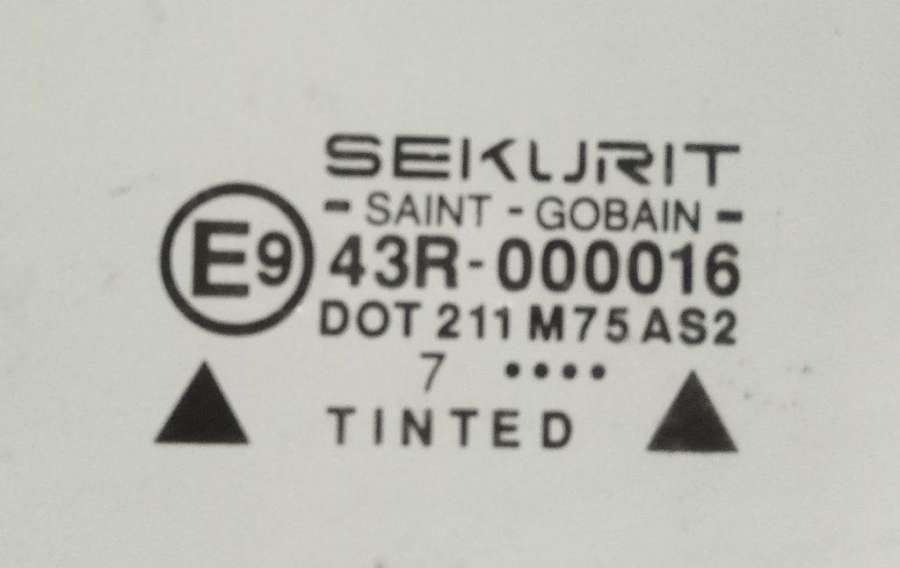 SEKURIT
- SAINT - GOBAIN -
E9 43R-000016
DOT 211 M75 AS2
7 ••••
TINTED